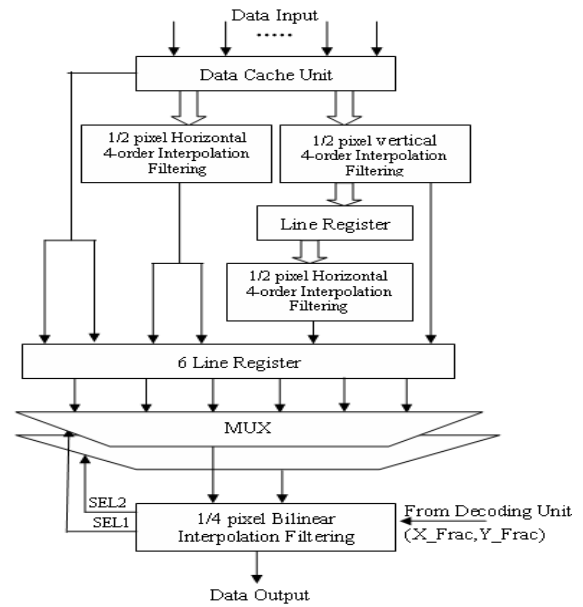 Data Input
.....
Data Cache Unit
1/2 pixel Horizontal
4-order Interpolation
Filtering
1/2 pixel vertical
4-order Interpolation
Filtering
Line Register
1/2 pixel Horizontal
4-order Interpolation
Filtering
6 Line Register
MUX
SEL2
SEL1
1/4 pixel Bilinear
Interpolation Filtering
From Decoding Unit
(X_Frac,Y_Frac)
Data Output